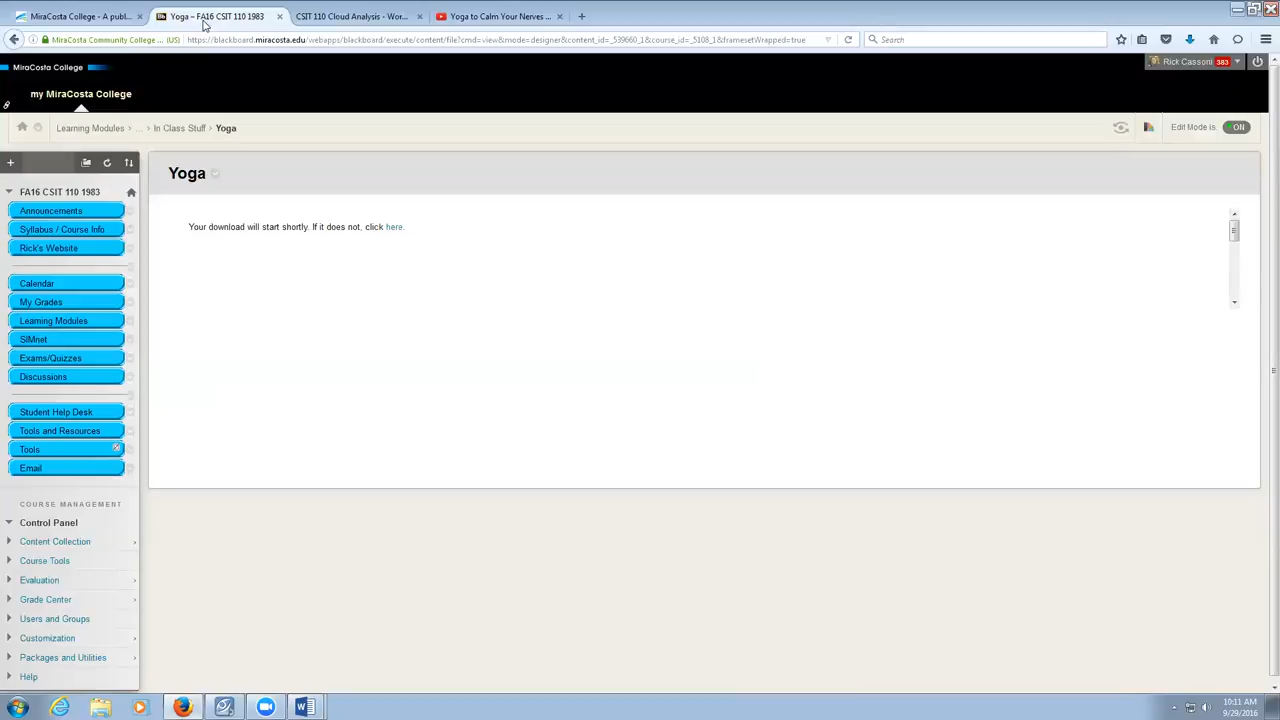 MiraCosta College - A publ...
Yoga – FA16 CSIT 110 1983
CSIT 110 Cloud Analysis - Wor...
Yoga to Calm Your Nerves ...
MiraCosta Community College ... (US)
https://blackboard.miracosta.edu/webapps/blackboard/execute/content/file?cmd=view&mode=designer&content_id=_539660_1&course_id=_5108_1&framesetWrapped=true
Search
MiraCosta College
Rick Cassoni 383
my MiraCosta College
Learning Modules > ... > In Class Stuff > Yoga
Edit Mode is: ON
Yoga
Your download will start shortly. If it does not, click here.
FA16 CSIT 110 1983
Announcements
Syllabus / Course Info
Rick's Website
Calendar
My Grades
Learning Modules
SIMnet
Exams/Quizzes
Discussions
Student Help Desk
Tools and Resources
Tools
Email
COURSE MANAGEMENT
Control Panel
Content Collection
Course Tools
Evaluation
Grade Center
Users and Groups
Customization
Packages and Utilities
Help
10:11 AM
9/29/2016